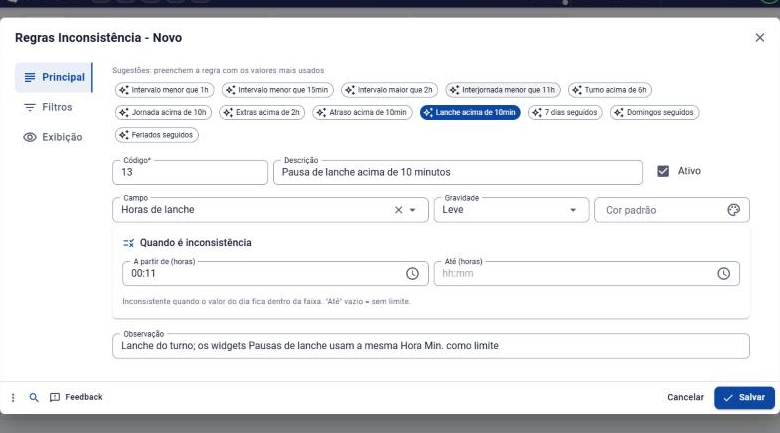 Regras Inconsistência - Novo
Principal
Filtros
Exibição
Sugestões: preenchem a regra com os valores mais usados
Intervalo menor que 1h
Intervalo menor que 15min
Intervalo maior que 2h
Interjornada menor que 11h
Turno acima de 6h
Jornada acima de 10h
Extras acima de 2h
Atraso acima de 10min
Lanche acima de 10min
7 dias seguidos
Domingos seguidos
Feriados seguidos
Código*
13
Descrição
Pausa de lanche acima de 10 minutos
Ativo
Campo
Horas de lanche
Gravidade
Leve
Cor padrão
Quando é inconsistência
A partir de (horas)
00:11
Até (horas)
hh:mm
Inconsistente quando o valor do dia fica dentro da faixa. "Até" vazio = sem limite.
Observação
Lanche do turno; os widgets Pausas de lanche usam a mesma Hora Min. como limite
Feedback
Cancelar
Salvar